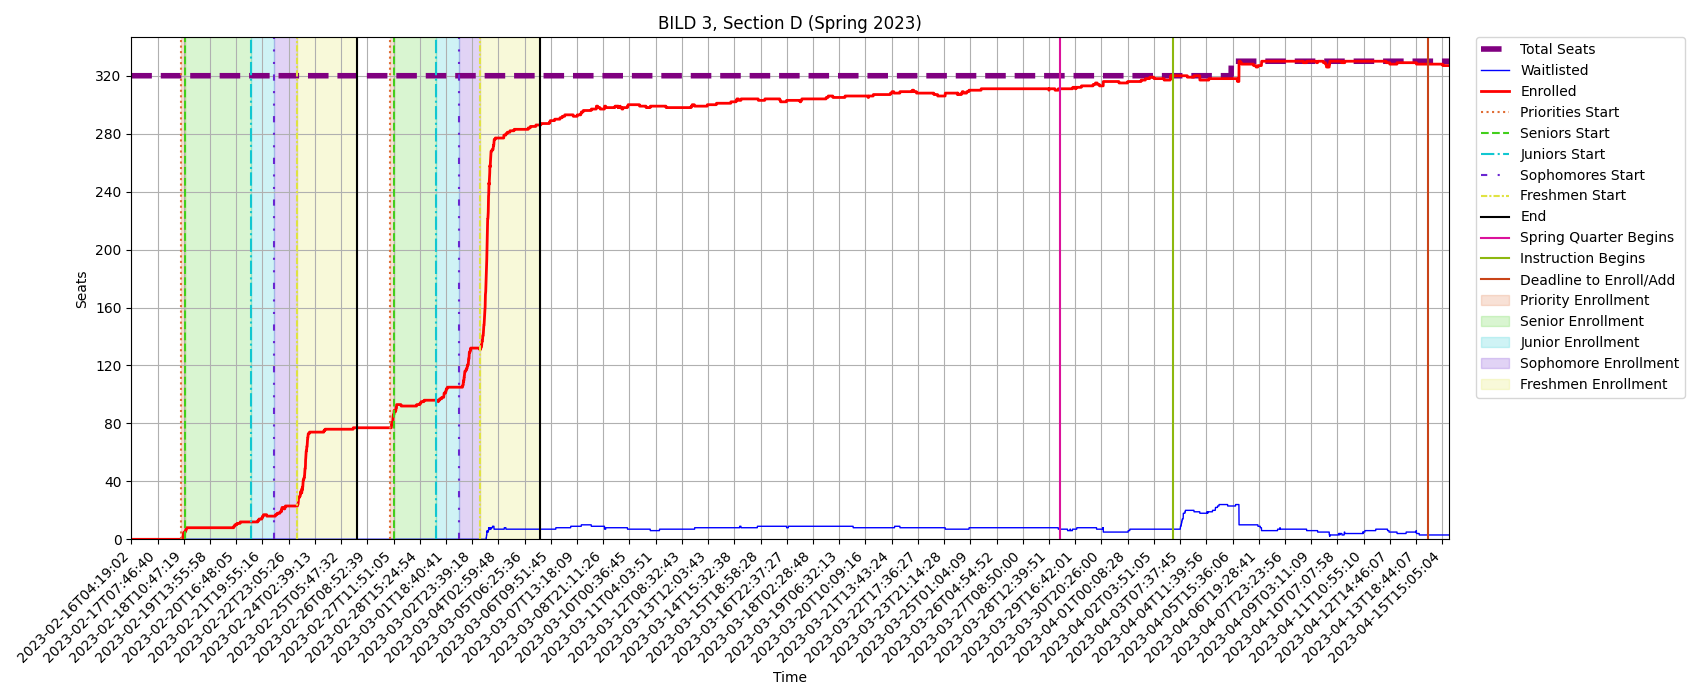 BILD 3, Section D (Spring 2023)
Total Seats
Waitlisted
Enrolled
Priorities Start
Seniors Start
Juniors Start
Sophomores Start
Freshmen Start
End
Spring Quarter Begins
Instruction Begins
Deadline to Enroll/Add
Priority Enrollment
Senior Enrollment
Junior Enrollment
Sophomore Enrollment
Freshmen Enrollment
Seats
320
280
240
200
160
120
80
40
0
2023-02-16T04:19:02
2023-02-17T07:46:40
2023-02-18T10:47:19
2023-02-19T13:55:58
2023-02-20T16:48:05
2023-02-21T19:55:16
2023-02-22T23:05:26
2023-02-24T02:39:13
2023-02-25T05:47:32
2023-02-26T08:52:39
2023-02-27T11:51:05
2023-02-28T15:24:54
2023-03-01T18:40:41
2023-03-02T23:39:18
2023-03-04T02:59:48
2023-03-05T06:25:36
2023-03-06T09:51:45
2023-03-07T13:18:09
2023-03-08T21:11:26
2023-03-10T00:36:45
2023-03-11T04:03:51
2023-03-12T08:32:43
2023-03-13T12:03:43
2023-03-14T15:32:38
2023-03-15T18:58:28
2023-03-16T22:37:27
2023-03-18T02:28:48
2023-03-19T06:32:13
2023-03-20T10:09:16
2023-03-21T13:43:24
2023-03-22T17:36:27
2023-03-23T21:14:28
2023-03-25T01:04:09
2023-03-26T04:54:52
2023-03-27T08:50:00
2023-03-28T12:39:51
2023-03-29T16:42:01
2023-03-30T20:26:00
2023-04-01T00:08:28
2023-04-02T03:51:05
2023-04-03T07:37:45
2023-04-04T11:39:56
2023-04-05T15:36:06
2023-04-06T19:28:41
2023-04-07T23:23:56
2023-04-09T03:11:09
2023-04-10T07:07:58
2023-04-11T10:55:10
2023-04-12T14:46:07
2023-04-13T18:44:07
2023-04-15T15:05:04
Time